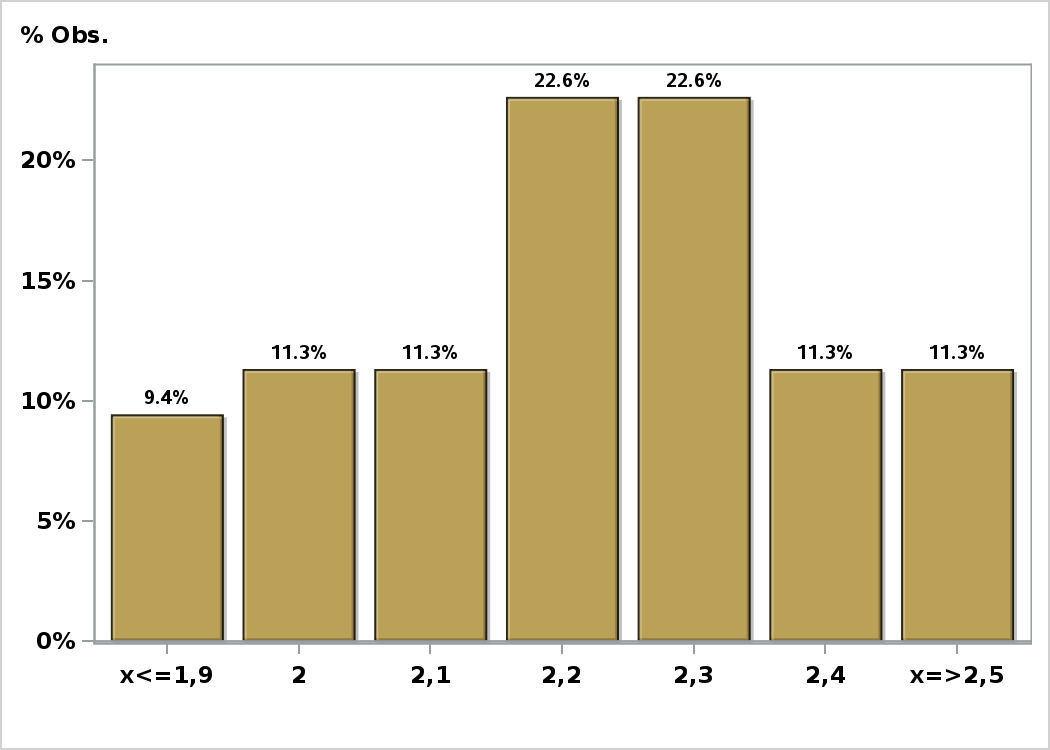 % Obs.
22.6% 22.6%
20%
15%
11.3% 11.3% 11.3% 11.3%
10%
9.4%
5%
0%
x<=1,9 2 2,1 2,2 2,3 2,4 x=>2,5